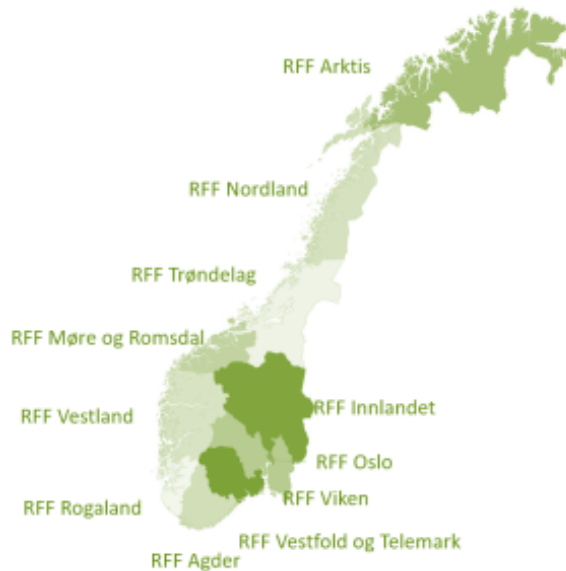 RFF Arktis
RFF Nordland
RFF Trøndelag
RFF Møre og Romsdal
RFF Innlandet
RFF Vestland
RFF Oslo
RFF Viken
RFF Rogaland
RFF Vestfold og Telemark
RFF Agder